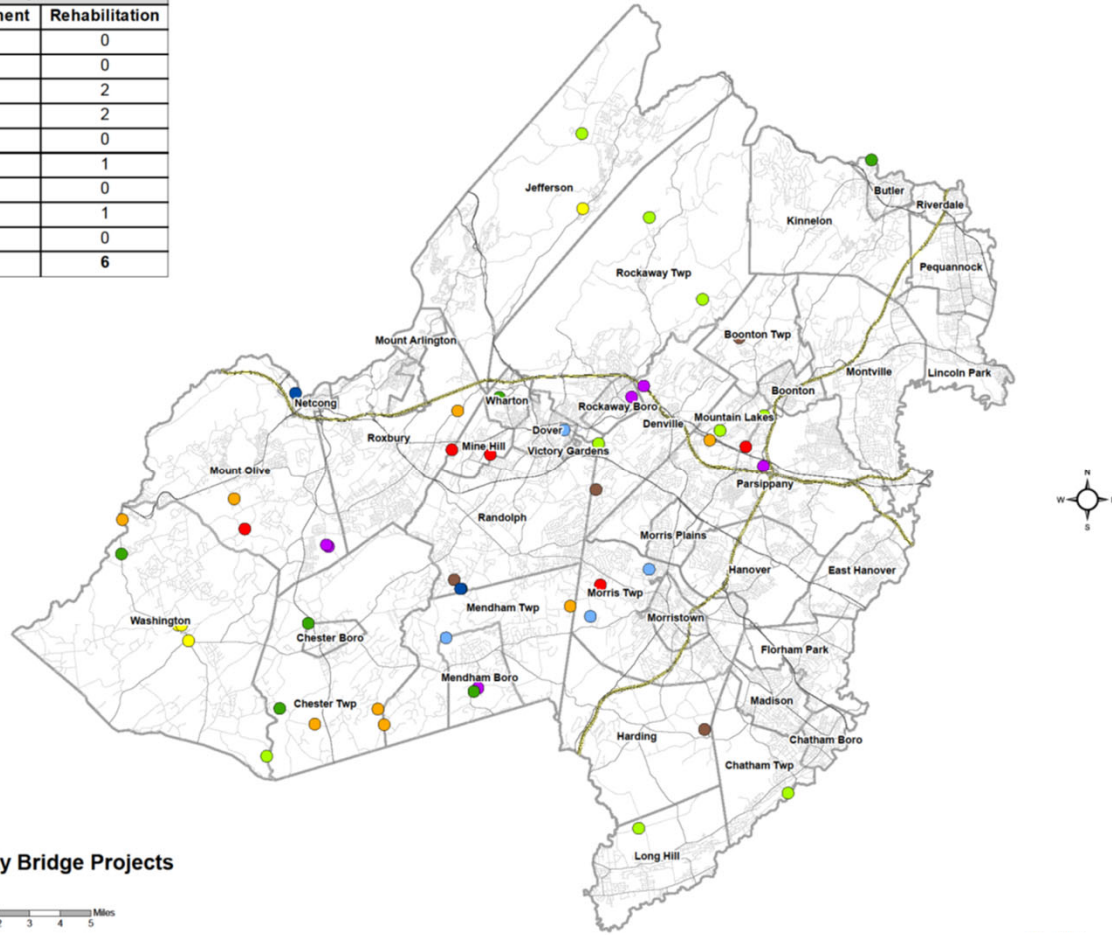 nent Rehabilitation
0
0
2
2
0
1
0
1
0
6
Jefferson
Butler
Riverdale
Kinnelon
Pequannock
Rockaway Twp
Boonton Twp
Mount Arlington
Montville
Lincoln Park
Boonton
Netcong
Wharton
Rockaway Boro
Mountain Lakes
Denville
Dover
Roxbury
Mine Hill
Victory Gardens
Mount Olive
Parsippany
Randolph
Morris Plains
Hanover
East Hanover
Morris Twp
Mendham Twp
Morristown
Washington
Chester Boro
Florham Park
Mendham Boro
Madison
Chester Twp
Harding
Chatham Boro
Chatham Twp
Long Hill
N
W
S
y Bridge Projects
2 3 4 5 Miles